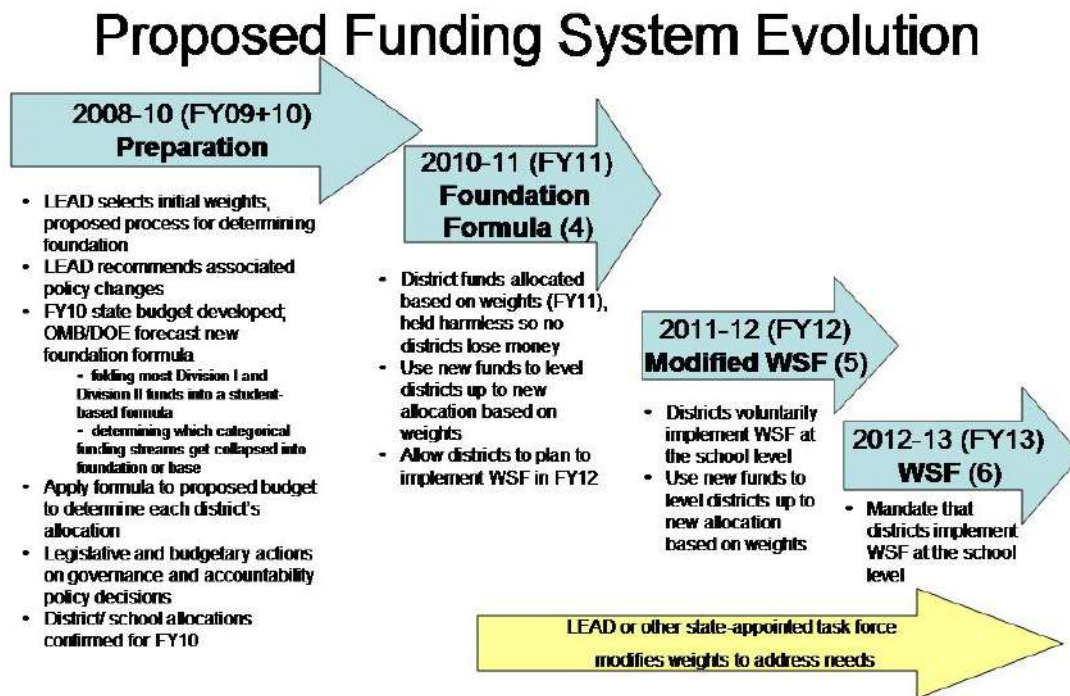 Proposed Funding System Evolution
2008-10 (FY09+10)
Preparation
• LEAD selects initial weights,
proposed process for determining
foundation
• LEAD recommends associated
policy changes
• FY10 state budget developed;
OMB/DOE forecast new
foundation formula
- folding most Division I and
Division II funds into a student-
based formula
- determining which categorical
funding streams get collapsed into
foundation or base
• Apply formula to proposed budget
to determine each district's
allocation
• Legislative and budgetary actions
on governance and accountability
policy decisions
• District/ school allocations
confirmed for FY10
2010-11 (FY11)
Foundation
Formula (4)
• District funds allocated
based on weights (FY11),
held harmless so no
districts lose money
• Use new funds to level
districts up to new
allocation based on
weights
• Allow districts to plan to
implement WSF in FY12
2011-12 (FY12)
Modified WSF (5)
• Districts voluntarily
implement WSF at
the school level
• Use new funds to
level districts up to
new allocation
based on weights
2012-13 (FY13)
WSF (6)
• Mandate that
districts implement
WSF at the school
level
LEAD or other state-appointed task force
modifies weights to address needs